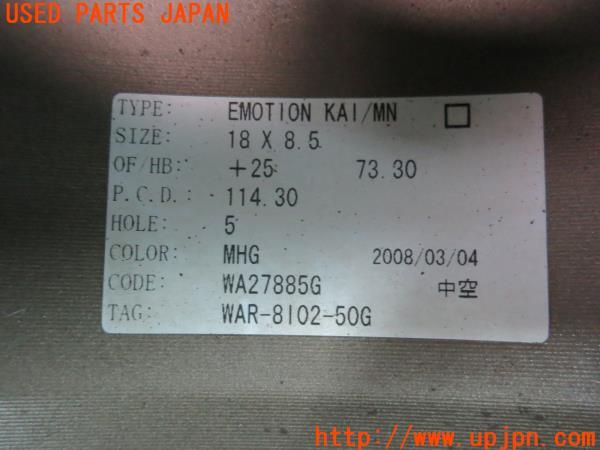 USED PARTS JAPAN
TYPE: EMOTION KAI/MN □
SIZE: 18 X 8.5
OF/HB: +25 73.30
P.C.D.: 114.30
HOLE: 5
COLOR: MHG 2008/03/04
CODE: WA27885G 中空
TAG: WAR-8102-50G
http://www.upjpn.com